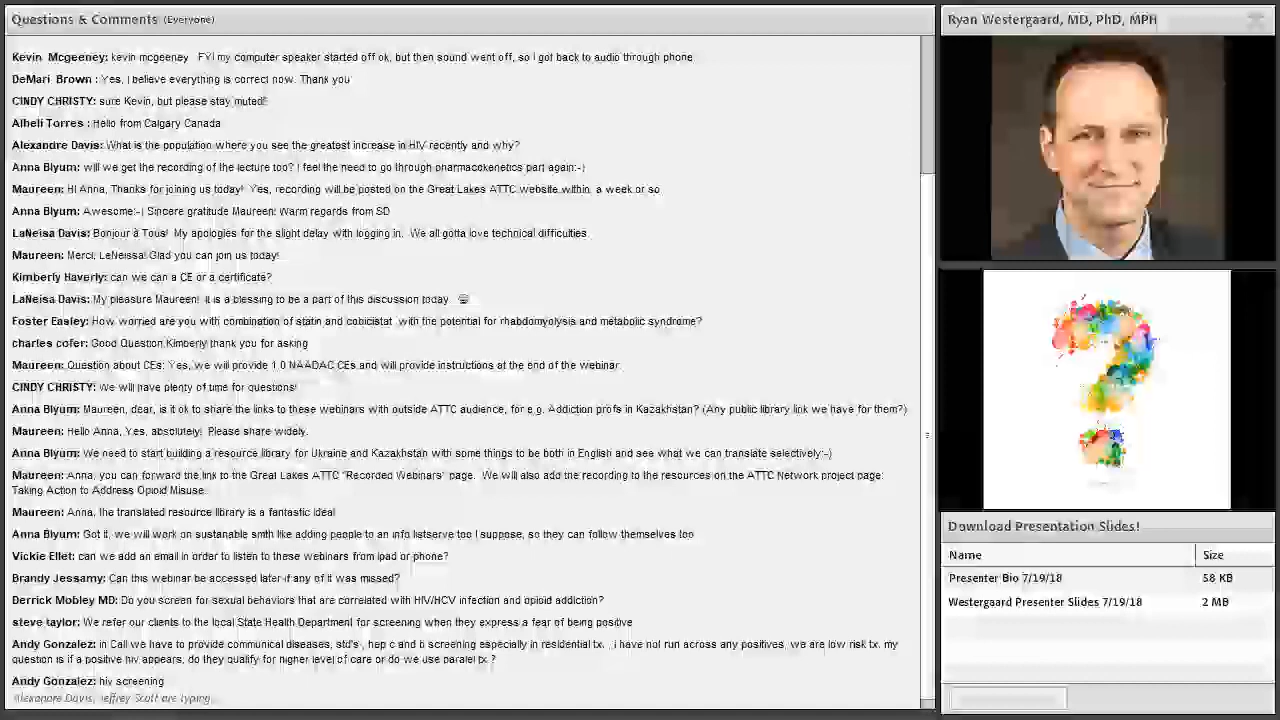 Questions & Comments (Everyone)
Kevin Mcgeeney: kevin mcgeeney FYI my computer speaker started off ok, but then sound went off, so I got back to audio through phone
DeMari Brown : Yes, I believe everything is correct now. Thank you
CINDY CHRISTY: sure Kevin, but please stay muted!
Alheli Torres : Hello from Calgary Canada
Alexandre Davis: What is the population where you see the greatest increase in HIV recently and why?
Anna Blyum: will we get the recording of the lecture too? I feel the need to go through pharmacokenetics part again:-)
Maureen: Hi Anna, Thanks for joining us today! Yes, recording will be posted on the Great Lakes ATTC website within a week or so
Anna Blyum: Awesome:-) Sincere gratitude Maureen! Warm regards from SD
LaNeisa Davis: Bonjour à Tous! My apologies for the slight delay with logging in. We all gotta love technical difficulties.
Maureen: Merci, LeNeissa! Glad you can join us today!
Kimberly Haverly: can we can a CE or a certificate?
LaNeisa Davis: My pleasure Maureen! It is a blessing to be a part of this discussion today. 😀
Foster Easley: How worried are you with combination of statin and cobicistat with the potential for rhabdomyolysis and metabolic syndrome?
charles cofer: Good Question Kimberly thank you for asking
Maureen: Question about CEs: Yes, we will provide 1.0 NAADAC CEs and will provide instructions at the end of the webinar.
CINDY CHRISTY: We will have plenty of time for questions!
Anna Blyum: Maureen, dear, is it ok to share the links to these webinars with outside ATTC audience, for e.g. Addiction profs in Kazakhstan? (Any public library link we have for them?)
Maureen: Hello Anna, Yes, absolutely! Please share widely.
Anna Blyum: We need to start building a resource library for Ukraine and Kazakhstan with some things to be both in English and see what we can translate selectively:-)
Maureen: Anna, you can forward the link to the Great Lakes ATTC "Recorded Webinars" page. We will also add the recording to the resources on the ATTC Network project page:
Taking Action to Address Opioid Misuse.
Maureen: Anna, the translated resource library is a fantastic idea!
Anna Blyum: Got it, we will work on sustanable smth like adding people to an info listserve too I suppose, so they can follow themselves too
Vickie Ellet: can we add an email in order to listen to these webinars from ipad or phone?
Brandy Jessamy: Can this webinar be accessed later if any of it was missed?
Derrick Mobley MD: Do you screen for sexual behaviors that are correlated with HIV/HCV infection and opioid addiction?
steve taylor: We refer our clients to the local State Health Department for screening when they express a fear of being positive
Andy Gonzalez: in Call we have to provide communical diseases, std's , hep c and b screening especially in residential tx. , i have not run across any positives, we are low risk tx. my
question is if a positive hiv appears, do they qualify for higher level of care or do we use paralel tx ?
Andy Gonzalez: hiv screening
Alexandre Davis, Jeffrey Scott are typing...
Ryan Westergaard, MD, PhD, MPH
?
Download Presentation Slides!
Name Size
Presenter Bio 7/19/18 58 KB
Westergaard Presenter Slides 7/19/18 2 MB